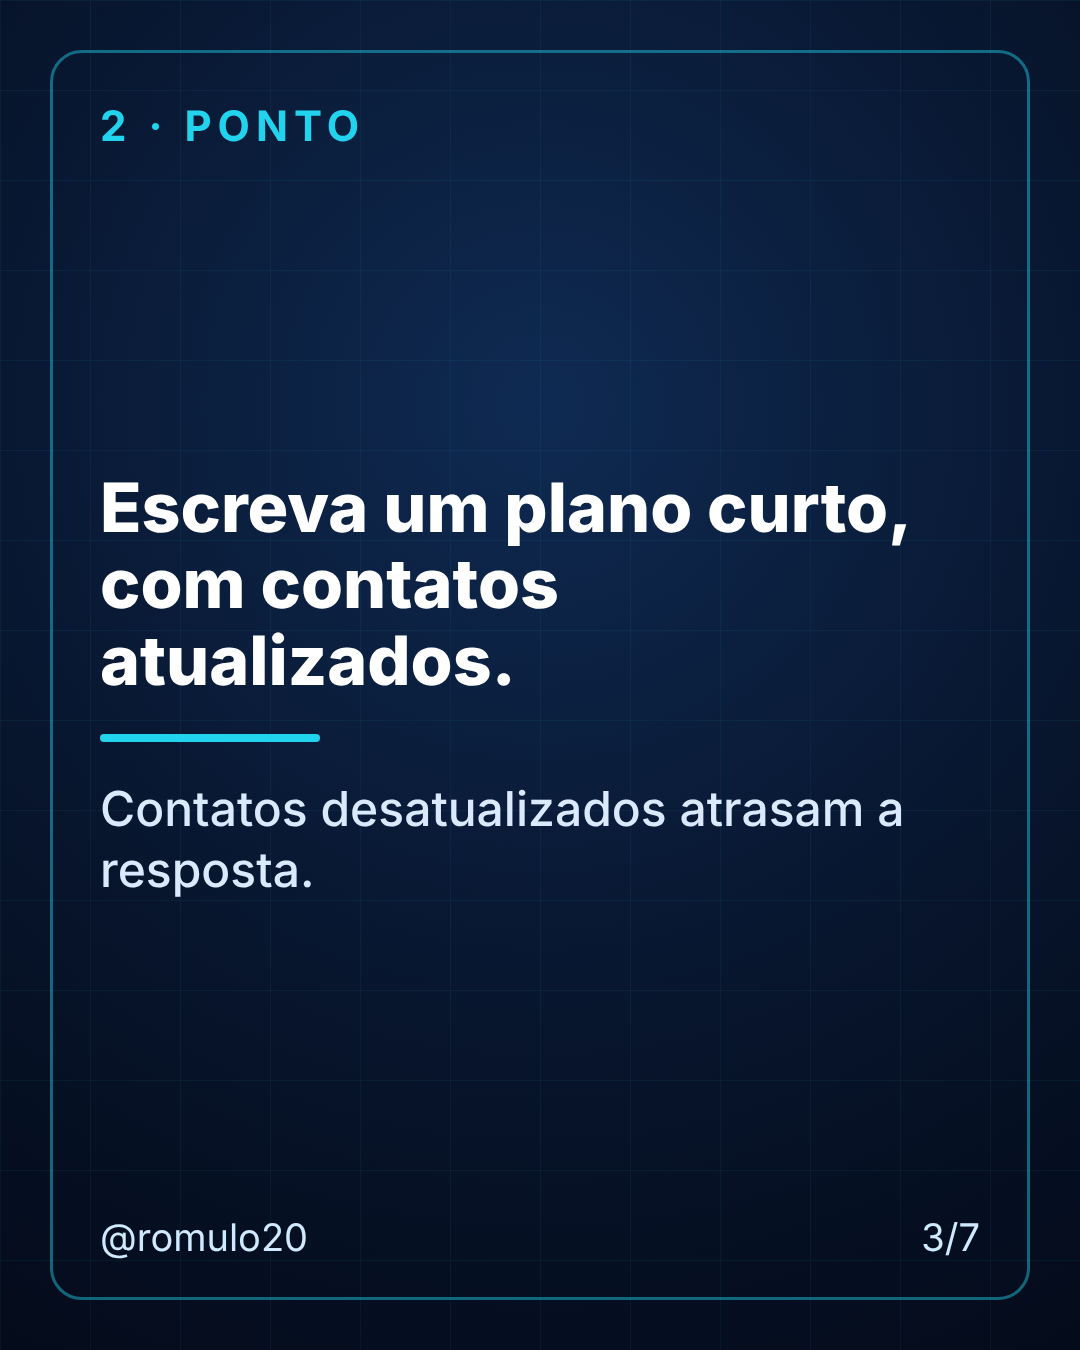 2 · PONTO
Escreva um plano curto,
com contatos
atualizados.
Contatos desatualizados atrasam a
resposta.
@romulo20
3/7